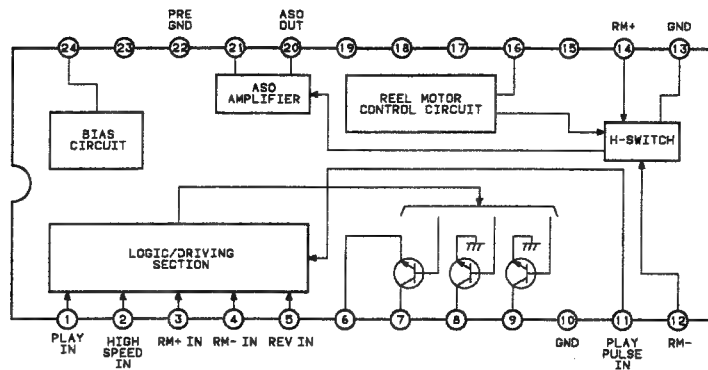 PRE
GND
ASO
OUT
RM+
GND
24 23 22 21 20 19 18 17 16 15 14 13
ASO
AMPLIFIER
REEL MOTOR
CONTROL CIRCUIT
BIAS
CIRCUIT
H-SWITCH
LOGIC/DRIVING
SECTION
1 2 3 4 5 6 7 8 9 10 11 12
PLAY
IN
HIGH
SPEED
IN
RM+ IN
RM- IN
REV IN
GND
PLAY
PULSE
IN
RM-